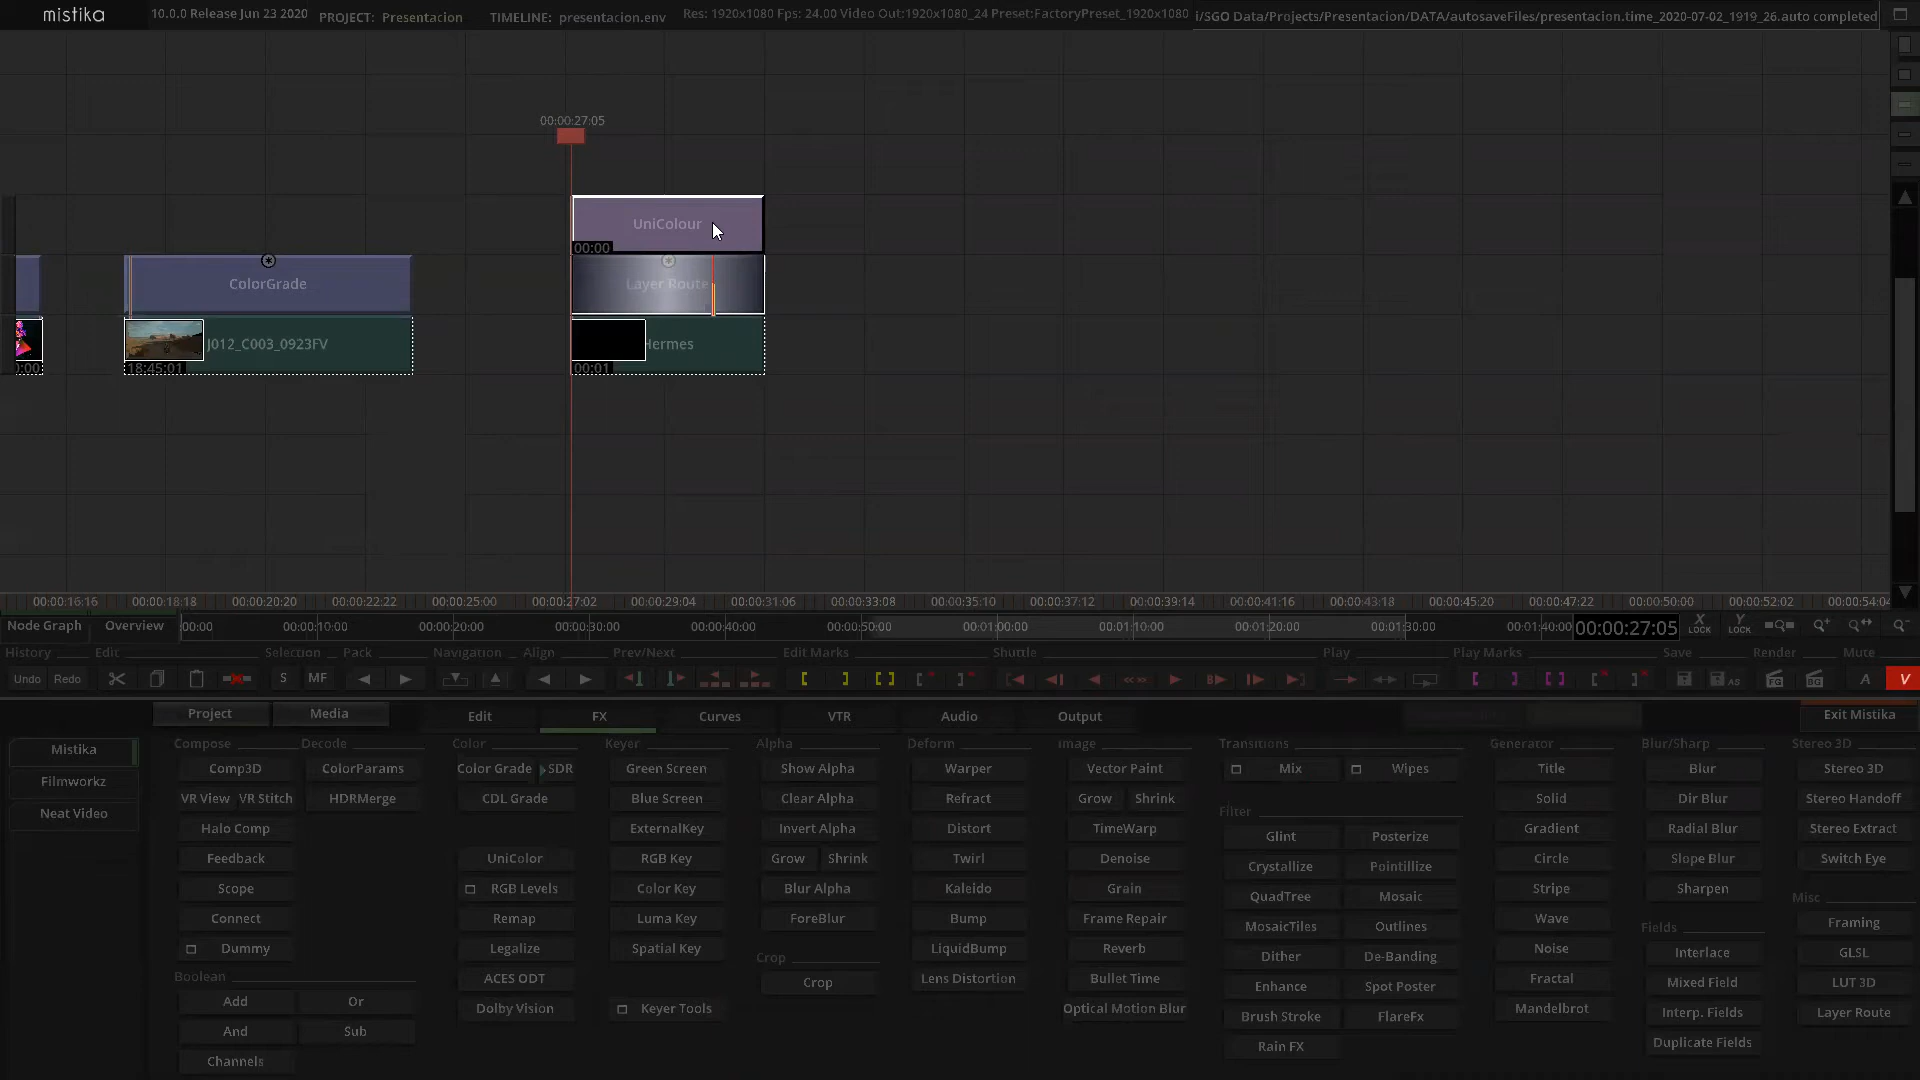 mistika 10.0.0 Release Jun 23 2020 PROJECT: Presentacion TIMELINE: presentacion.env Res: 1920x1080 Fps: 24.00 Video Out:1920x1080_24 Preset:FactoryPreset_1920x1080 i/SGO Data/Projects/Presentacion/DATA/autosaveFiles/presentacion.time_2020-07-02_1919_26.auto completed
00:00:27:05
UniColour
00:00
ColorGrade Layer Route
J012_C003_0923FV Hermes
0:00 18:45:01 00:01
00:00:16:16 00:00:18:18 00:00:20:20 00:00:22:22 00:00:25:00 00:00:27:02 00:00:29:04 00:00:31:06 00:00:33:08 00:00:35:10 00:00:37:12 00:00:39:14 00:00:41:16 00:00:43:18 00:00:45:20 00:00:47:22 00:00:50:00 00:00:52:02 00:00:54:04
Node Graph Overview 00:00 00:00:10:00 00:00:20:00 00:00:30:00 00:00:40:00 00:00:50:00 00:01:00:00 00:01:10:00 00:01:20:00 00:01:30:00 00:01:40:00 00:00:27:05 X LOCK Y LOCK
History Edit Selection Pack Navigation Align Prev/Next Edit Marks Shuttle Play Play Marks Save Render Mute
Undo Redo S MF AS FG BG A V
Project Media Edit FX Curves VTR Audio Output Exit Mistika
Mistika Compose Decode Color Keyer Alpha Deform Image Transitions Generator Blur/Sharp Stereo 3D
Comp3D ColorParams Color Grade SDR Green Screen Show Alpha Warper Vector Paint Mix Wipes Title Blur Stereo 3D
Filmworkz VR View VR Stitch HDRMerge CDL Grade Blue Screen Clear Alpha Refract Grow Shrink Solid Dir Blur Stereo Handoff
Filter
Neat Video Halo Comp ExternalKey Invert Alpha Distort TimeWarp Glint Posterize Gradient Radial Blur Stereo Extract
Feedback UniColor RGB Key Grow Shrink Twirl Denoise Crystallize Pointillize Circle Slope Blur Switch Eye
Scope RGB Levels Color Key Blur Alpha Kaleido Grain QuadTree Mosaic Stripe Sharpen Misc
Connect Remap Luma Key ForeBlur Bump Frame Repair MosaicTiles Outlines Wave Fields Framing
Dummy Legalize Spatial Key Crop LiquidBump Reverb Dither De-Banding Noise Interlace GLSL
Boolean ACES ODT Crop Lens Distortion Bullet Time Enhance Spot Poster Fractal Mixed Field LUT 3D
Add Or Dolby Vision Keyer Tools Optical Motion Blur Brush Stroke FlareFx Mandelbrot Interp. Fields Layer Route
And Sub Rain FX Duplicate Fields
Channels